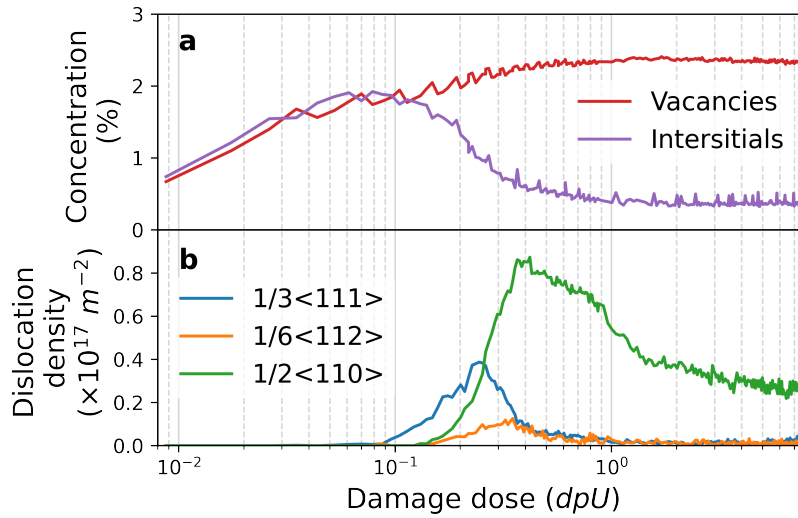 3
a
2
Concentration
(%)
Vacancies
Intersitials
1
0
b
0.8
1/3<111>
0.6
1/6<112>
Dislocation
density
(×10¹⁷ m⁻²)
0.4
1/2<110>
0.2
0.0
10⁻² 10⁻¹ 10⁰
Damage dose (dpU)